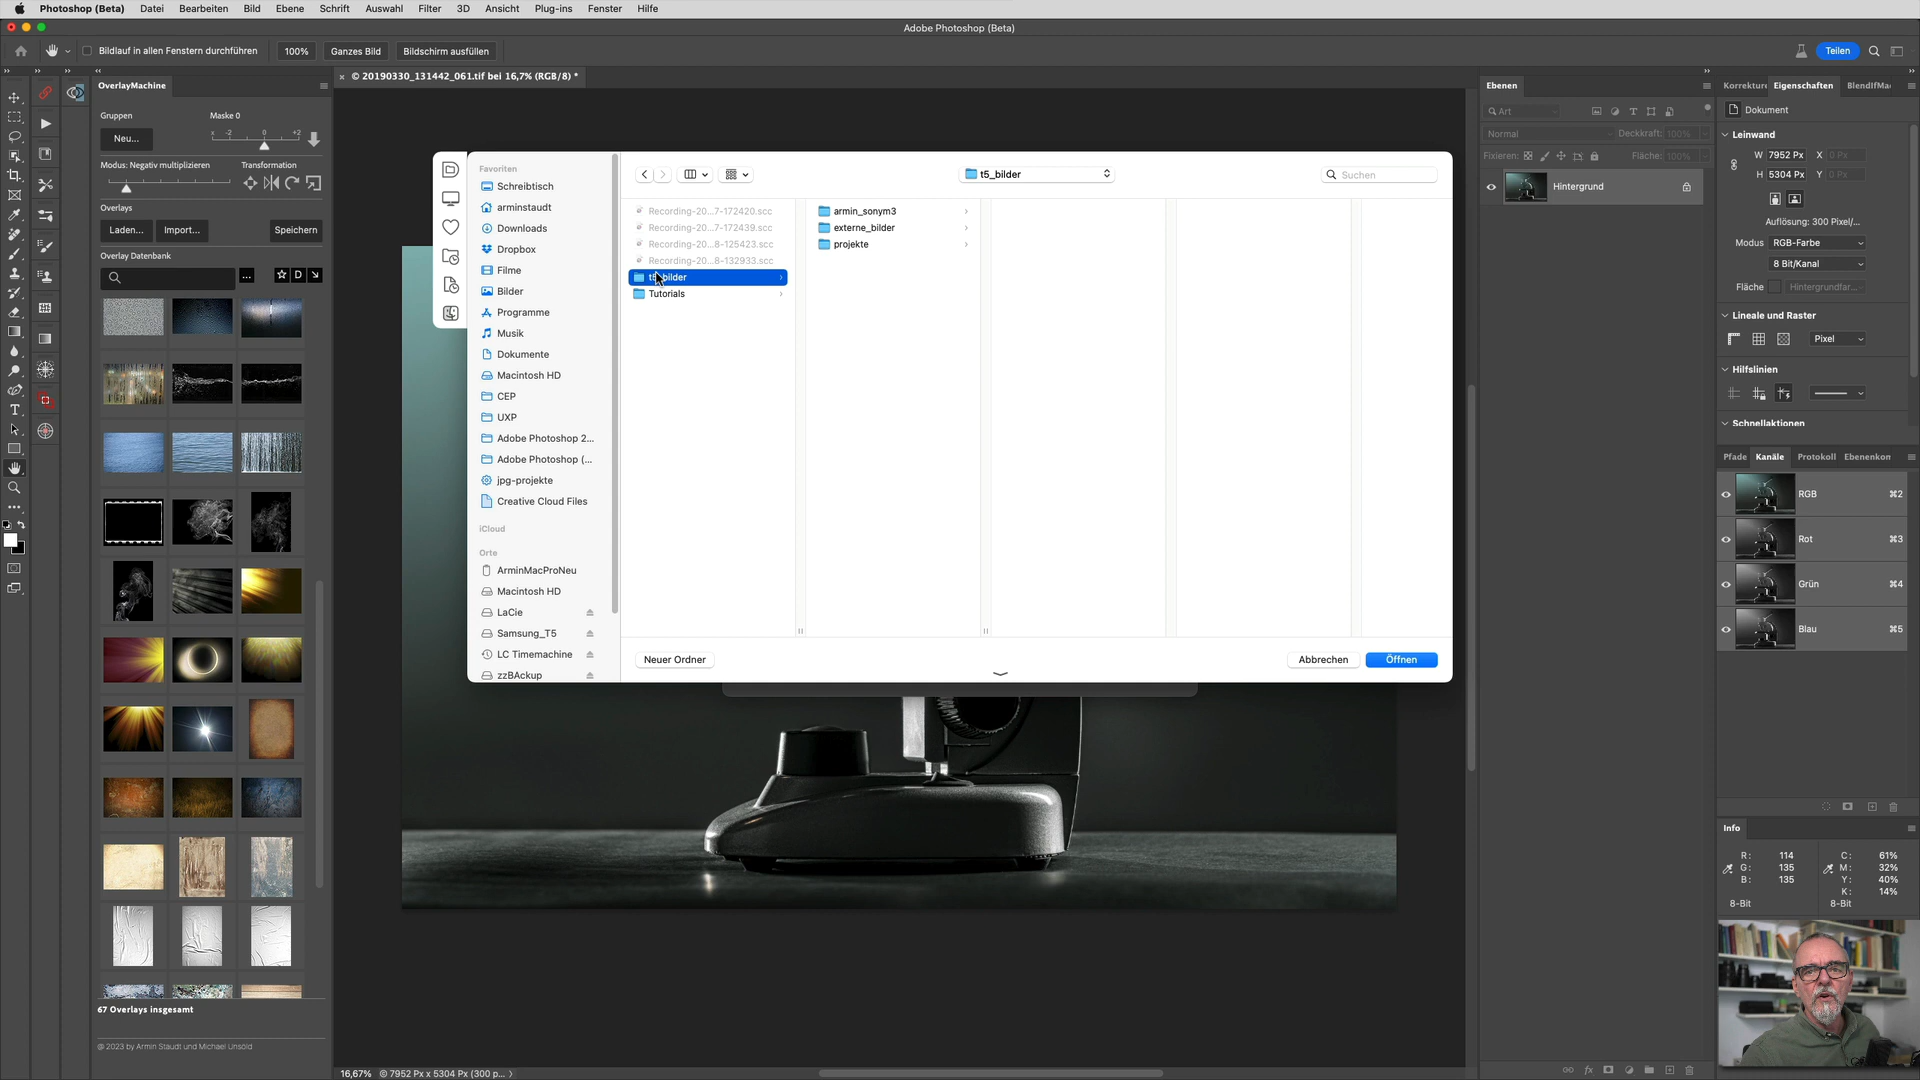 Photoshop (Beta) Datei Bearbeiten Bild Ebene Schrift Auswahl Filter 3D Ansicht Plug-ins Fenster Hilfe
Adobe Photoshop (Beta)
Bildlauf in allen Fenstern durchführen 100% Ganzes Bild Bildschirm ausfüllen Teilen
OverlayMachine
© 20190330_131442_061.tif bei 16,7% (RGB/8) *
Gruppen Maske 0
Neu...
x -2 0 +2
Modus: Negativ multiplizieren Transformation
Overlays
Laden... Import... Speichern
Overlay Datenbank
... D
67 Overlays insgesamt
@ 2023 by Armin Staudt und Michael Unsöld
Favoriten
Schreibtisch
arminstaudt
Downloads
Dropbox
Filme
Bilder
Programme
Musik
Dokumente
Macintosh HD
CEP
UXP
Adobe Photoshop 2...
Adobe Photoshop (...
jpg-projekte
Creative Cloud Files
iCloud
Orte
ArminMacProNeu
Macintosh HD
LaCie
Samsung_T5
LC Timemachine
zzBAckup
t5_bilder
Suchen
Recording-20...7-172420.scc
Recording-20...7-172439.scc
Recording-20...8-125423.scc
Recording-20...8-132933.scc
Tutorials
armin_sonym3
externe_bilder
projekte
Neuer Ordner Abbrechen Öffnen
16,67% © 7952 Px x 5304 Px (300 p...
Ebenen
Art
Normal Deckkraft: 100%
Fixieren: Fläche: 100%
Hintergrund
Korrekture Eigenschaften BlendIfMa
Dokument
Leinwand
W 7952 Px X 0 Px
H 5304 Px Y 0 Px
Auflösung: 300 Pixel/...
Modus RGB-Farbe
8 Bit/Kanal
Fläche Hintergrundfar...
Lineale und Raster
Pixel
Hilfslinien
Schnellaktionen
Pfade Kanäle Protokoll Ebenenkom
RGB ⌘2
Rot ⌘3
Grün ⌘4
Blau ⌘5
Info
R: 114 C: 61%
G: 135 M: 32%
B: 135 Y: 40%
K: 14%
8-Bit 8-Bit
fx